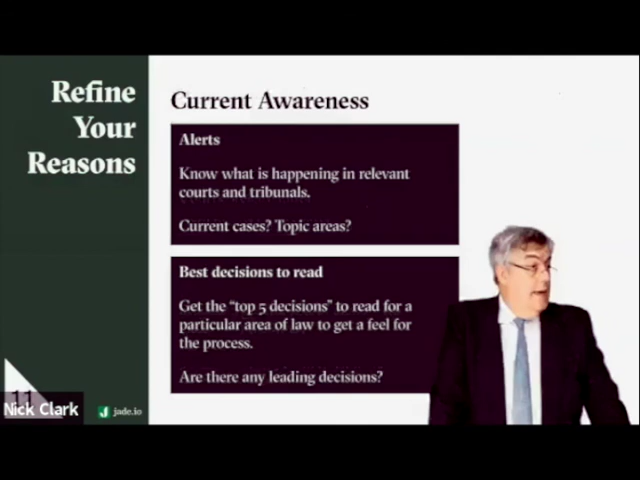 Refine
Your
Reasons
Current Awareness
Alerts
Know what is happening in relevant
courts and tribunals.
Current cases? Topic areas?
Best decisions to read
Get the “top 5 decisions” to read for a
particular area of law to get a feel for
the process.
Are there any leading decisions?
11
Nick Clark
jade.io